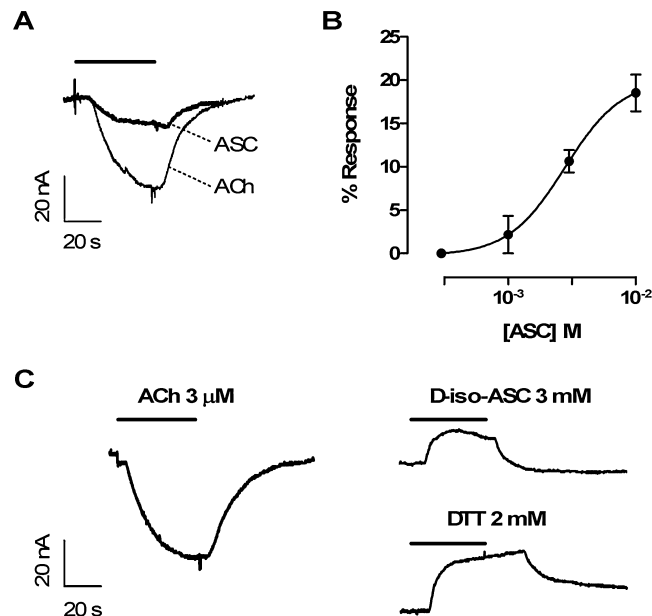 A
ASC
ACh
20 nA
20 s
B
% Response
25
20
15
10
5
0
10-3
10-2
[ASC] M
C
ACh 3 μM
20 nA
20 s
D-iso-ASC 3 mM
DTT 2 mM